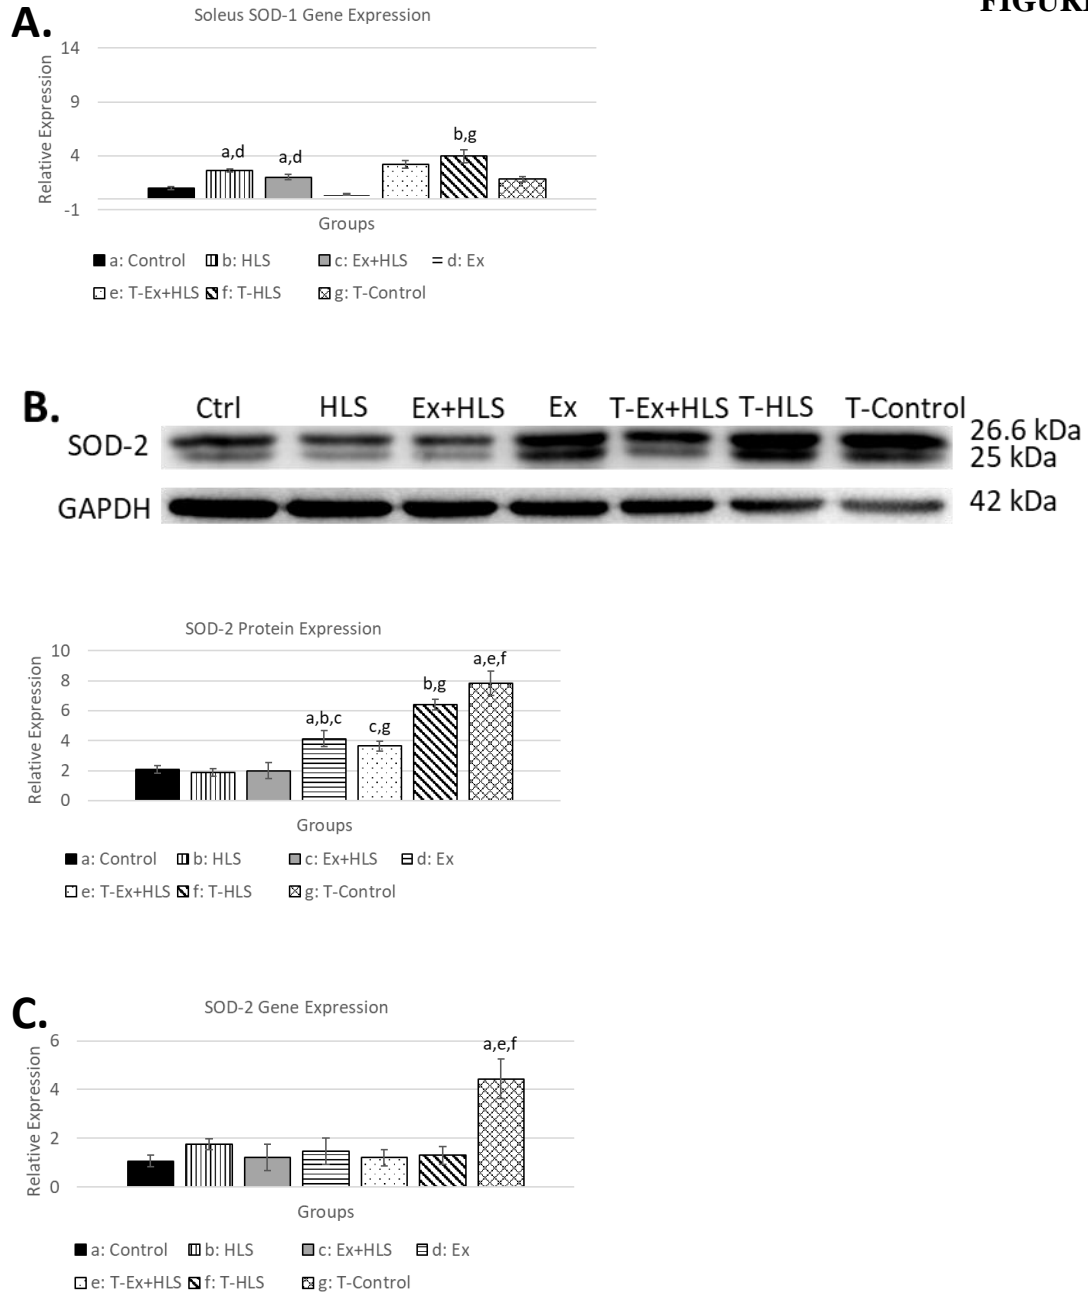 FIGURE
A.
Soleus SOD-1 Gene Expression
14
9
4
-1
Relative Expression
a,d
a,d
b,g
Groups
a: Control b: HLS c: Ex+HLS d: Ex
e: T-Ex+HLS f: T-HLS g: T-Control
B.
Ctrl HLS Ex+HLS Ex T-Ex+HLS T-HLS T-Control
SOD-2
26.6 kDa
25 kDa
GAPDH
42 kDa
SOD-2 Protein Expression
10
8
6
4
2
0
Relative Expression
a,b,c
c,g
b,g
a,e,f
Groups
a: Control b: HLS c: Ex+HLS d: Ex
e: T-Ex+HLS f: T-HLS g: T-Control
C.
SOD-2 Gene Expression
6
4
2
0
Relative Expression
a,e,f
Groups
a: Control b: HLS c: Ex+HLS d: Ex
e: T-Ex+HLS f: T-HLS g: T-Control